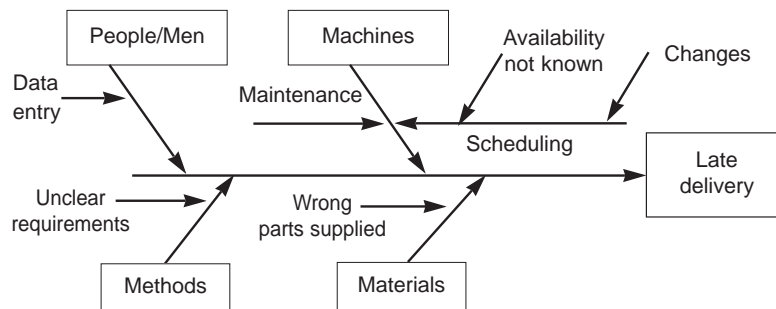 People/Men
Machines
Availability
not known
Changes
Data
entry
Maintenance
Scheduling
Late
delivery
Unclear
requirements
Wrong
parts supplied
Methods
Materials